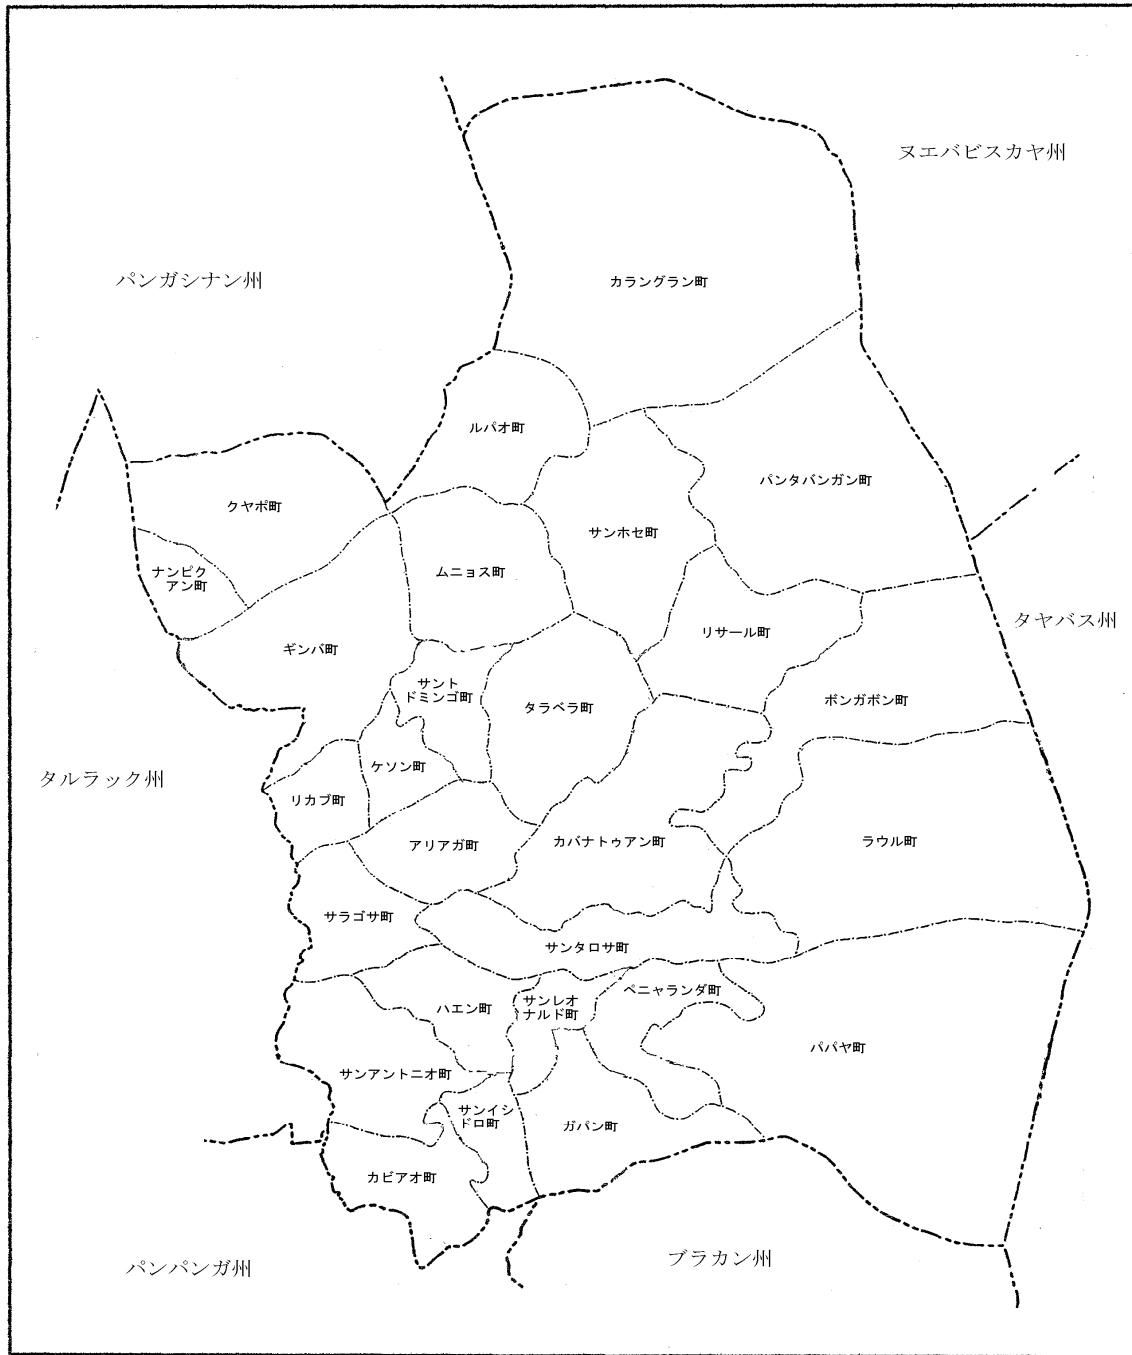 ヌエバビスカヤ州
パンガシナン州
カラングラン町
ルパオ町
パンタバンガン町
クヤポ町
サンホセ町
ナンピク
アン町
ムニョス町
タヤバス州
リサール町
ギンバ町
サント
ドミンゴ町
ボンガボン町
タラベラ町
タルラック州
ケソン町
リカブ町
アリアガ町
カバナトゥアン町
ラウル町
サラゴサ町
サンタロサ町
ペニャランダ町
ハエン町
サンレオ
ナルド町
パパヤ町
サンアントニオ町
サンイシ
ドロ町
ガパン町
カビアオ町
ブラカン州
パンパンガ州